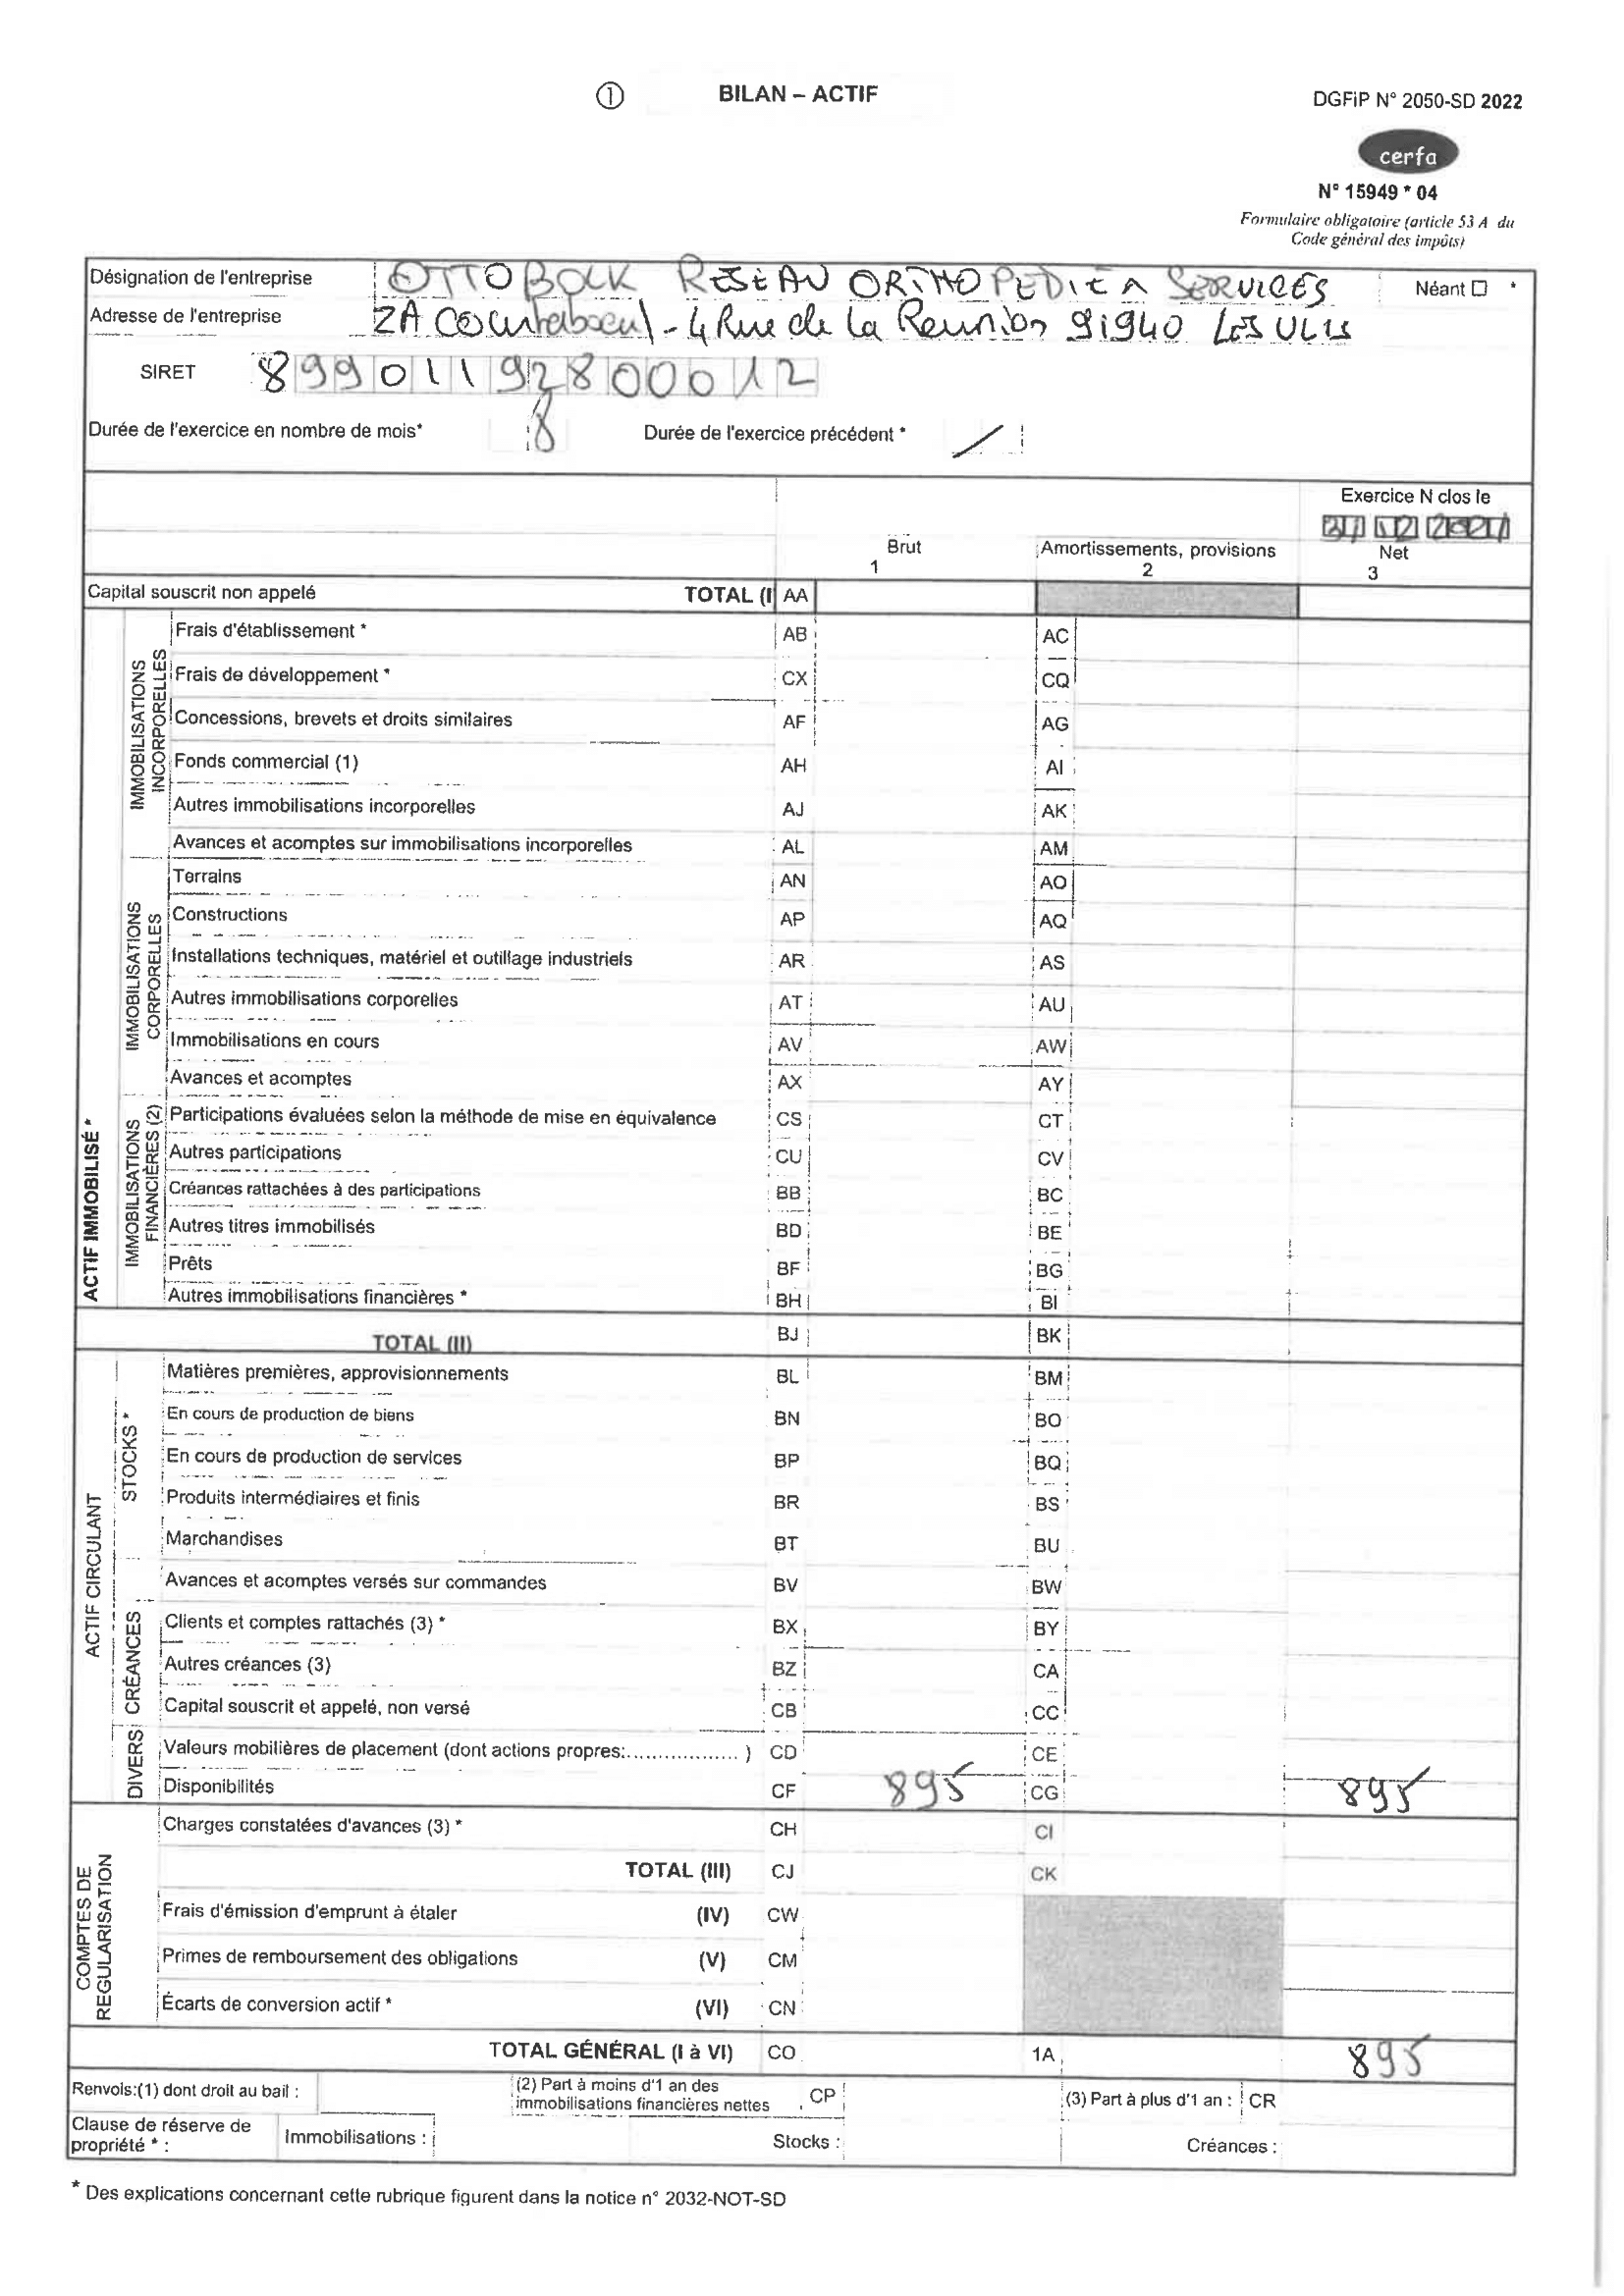 ① BILAN – ACTIF
DGFiP N° 2050-SD 2022
cerfa
N° 15949 * 04
Formulaire obligatoire (article 53 A du
Code général des impôts)
Désignation de l'entreprise OTTO BOCK RESEAU ORTHOPEDIE SERVICES Néant ☐ *
Adresse de l'entreprise ZA Courtaboeuf - 4 Rue de la Reunion 91940 LES ULIS
SIRET 89901192800012
Durée de l'exercice en nombre de mois* 8 Durée de l'exercice précédent * /
Exercice N clos le
31 12 2021
Brut Amortissements, provisions Net
1 2 3
Capital souscrit non appelé TOTAL (I AA
ACTIF IMMOBILISÉ *
IMMOBILISATIONS INCORPORELLES
Frais d'établissement * AB AC
Frais de développement * CX CQ
Concessions, brevets et droits similaires AF AG
Fonds commercial (1) AH AI
Autres immobilisations incorporelles AJ AK
Avances et acomptes sur immobilisations incorporelles AL AM
IMMOBILISATIONS CORPORELLES
Terrains AN AO
Constructions AP AQ
Installations techniques, matériel et outillage industriels AR AS
Autres immobilisations corporelles AT AU
Immobilisations en cours AV AW
Avances et acomptes AX AY
IMMOBILISATIONS FINANCIÈRES (2)
Participations évaluées selon la méthode de mise en équivalence CS CT
Autres participations CU CV
Créances rattachées à des participations BB BC
Autres titres immobilisés BD BE
Prêts BF BG
Autres immobilisations financières * BH BI
TOTAL (II) BJ BK
ACTIF CIRCULANT
STOCKS *
Matières premières, approvisionnements BL BM
En cours de production de biens BN BO
En cours de production de services BP BQ
Produits intermédiaires et finis BR BS
Marchandises BT BU
Avances et acomptes versés sur commandes BV BW
CRÉANCES
Clients et comptes rattachés (3) * BX BY
Autres créances (3) BZ CA
Capital souscrit et appelé, non versé CB CC
DIVERS
Valeurs mobilières de placement (dont actions propres:.................. ) CD CE
Disponibilités CF 895 CG 895
COMPTES DE REGULARISATION
Charges constatées d'avances (3) * CH CI
TOTAL (III) CJ CK
Frais d'émission d'emprunt à étaler (IV) CW
Primes de remboursement des obligations (V) CM
Écarts de conversion actif * (VI) CN
TOTAL GÉNÉRAL (I à VI) CO 1A 895
Renvois:(1) dont droit au bail : (2) Part à moins d'1 an des immobilisations financières nettes CP (3) Part à plus d'1 an : CR
Clause de réserve de propriété * : Immobilisations : Stocks : Créances :
* Des explications concernant cette rubrique figurent dans la notice n° 2032-NOT-SD